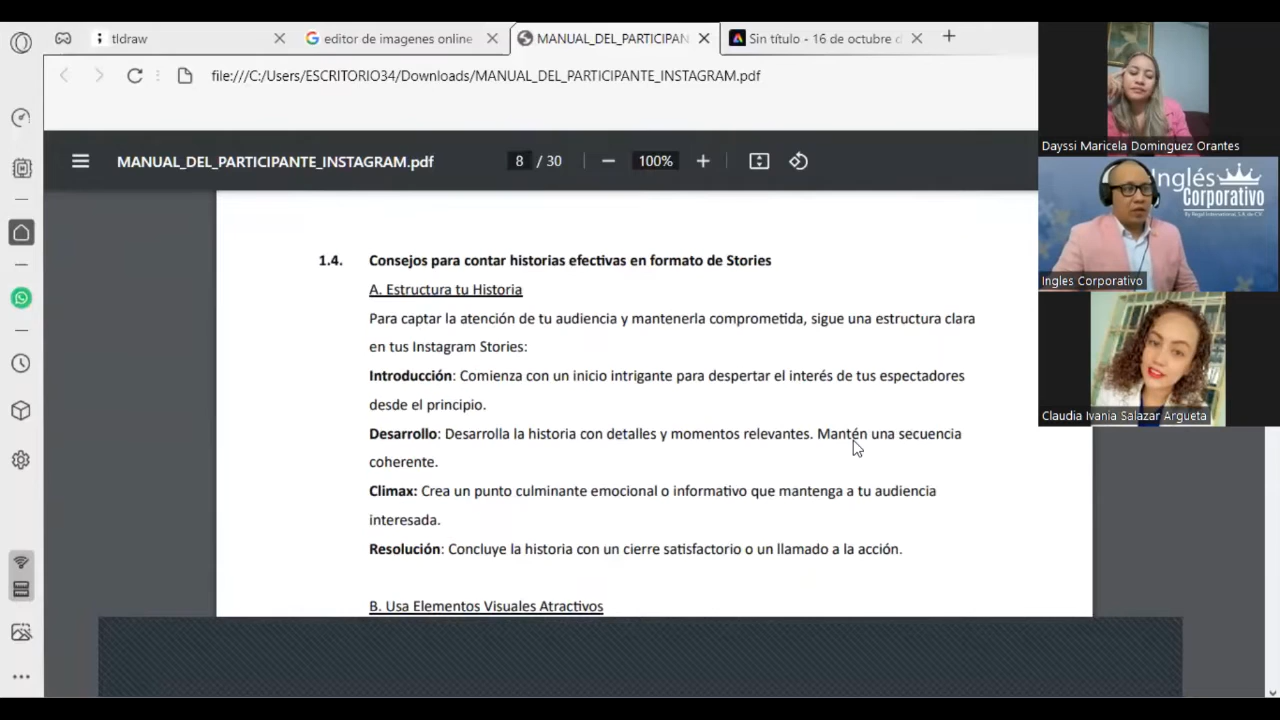 tldraw
editor de imagenes online
MANUAL_DEL_PARTICIPAN
Sin título - 16 de octubre d
file:///C:/Users/ESCRITORIO34/Downloads/MANUAL_DEL_PARTICIPANTE_INSTAGRAM.pdf
MANUAL_DEL_PARTICIPANTE_INSTAGRAM.pdf
8 / 30
100%
1.4. Consejos para contar historias efectivas en formato de Stories
A. Estructura tu Historia
Para captar la atención de tu audiencia y mantenerla comprometida, sigue una estructura clara
en tus Instagram Stories:
Introducción: Comienza con un inicio intrigante para despertar el interés de tus espectadores
desde el principio.
Desarrollo: Desarrolla la historia con detalles y momentos relevantes. Mantén una secuencia
coherente.
Climax: Crea un punto culminante emocional o informativo que mantenga a tu audiencia
interesada.
Resolución: Concluye la historia con un cierre satisfactorio o un llamado a la acción.
B. Usa Elementos Visuales Atractivos
Dayssi Maricela Dominguez Orantes
Inglés
Corporativo
Ingles Corporativo
Claudia Ivania Salazar Argueta